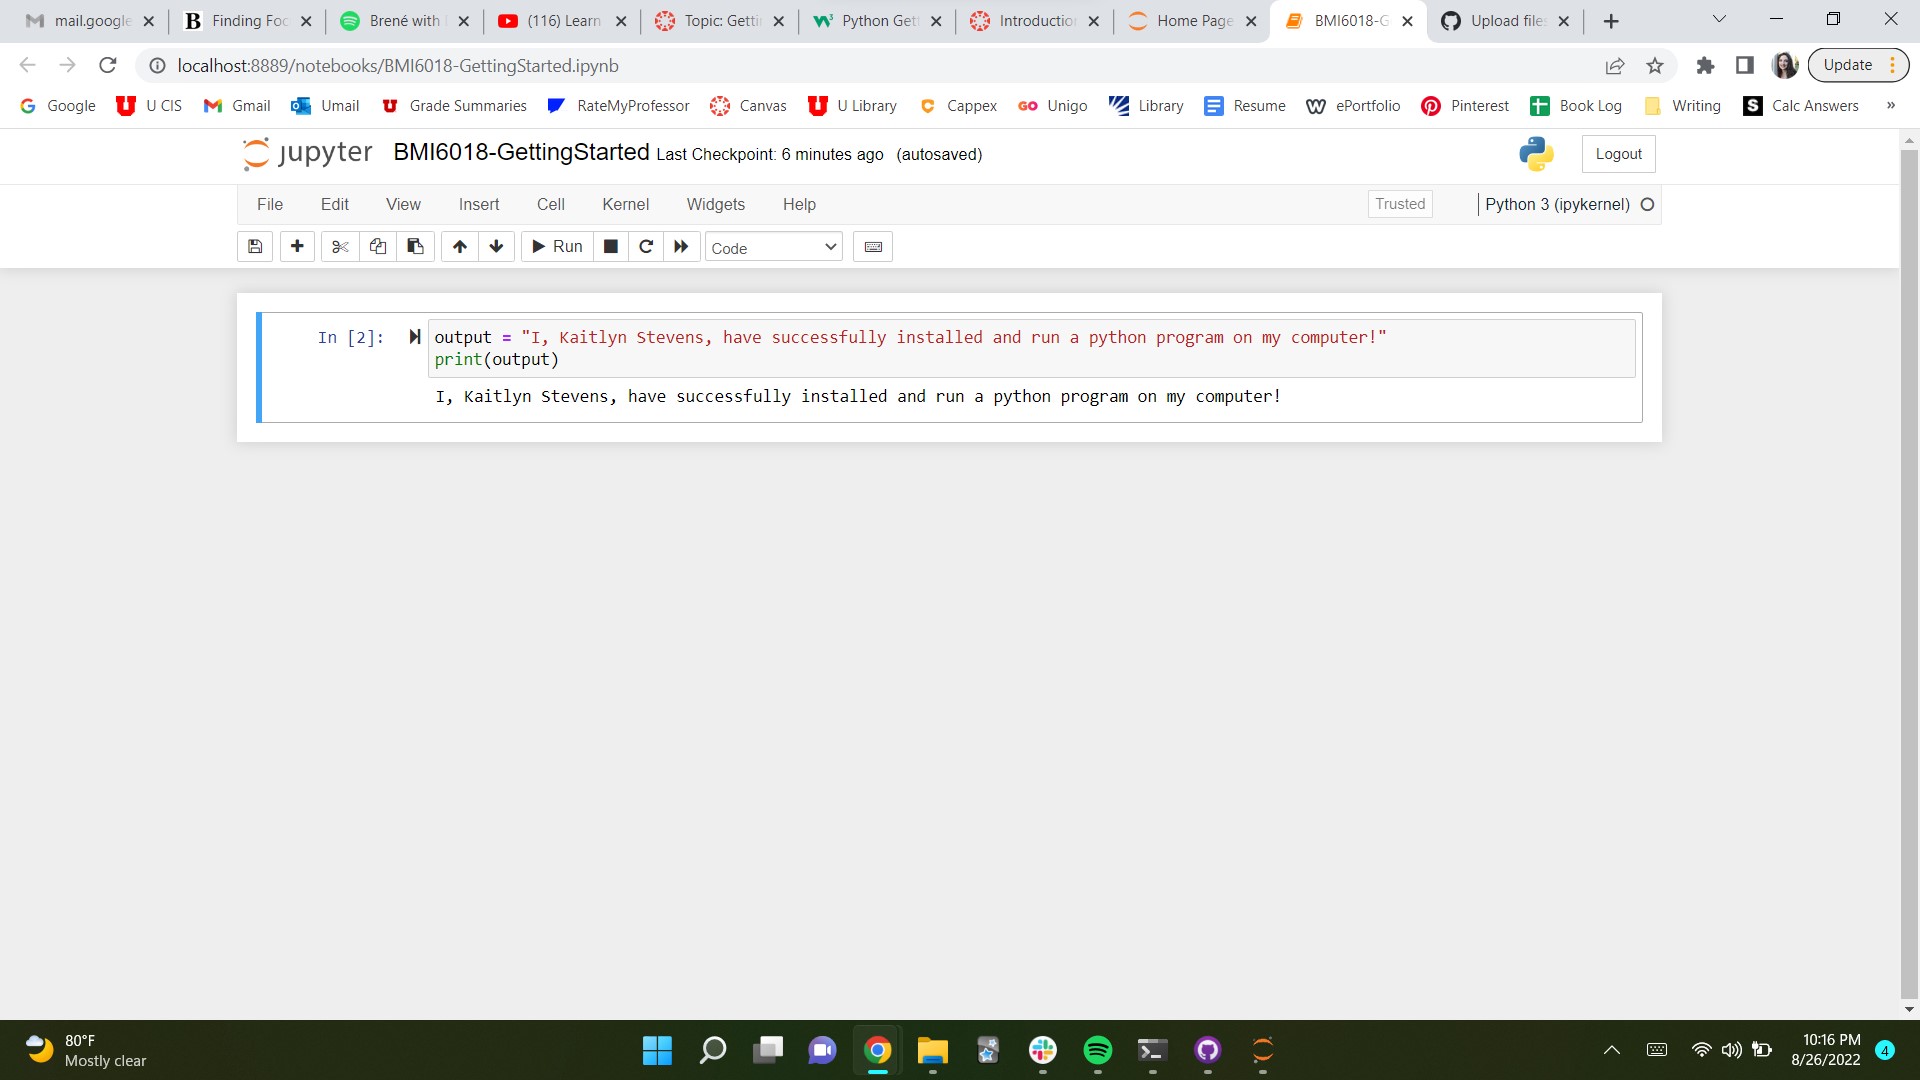 mail.google
B Finding Foc
Brené with
(116) Learn
Topic: Getti
Python Get
Introduction
Home Page
BMI6018-G
Upload files
localhost:8889/notebooks/BMI6018-GettingStarted.ipynb
Update
Google
U CIS
Gmail
Umail
Grade Summaries
RateMyProfessor
Canvas
U Library
Cappex
GO Unigo
Library
Resume
ePortfolio
Pinterest
Book Log
Writing
S Calc Answers
»
jupyter BMI6018-GettingStarted Last Checkpoint: 6 minutes ago (autosaved)
Logout
File Edit View Insert Cell Kernel Widgets Help
Trusted
Python 3 (ipykernel)
Run
Code
In [2]:
output = "I, Kaitlyn Stevens, have successfully installed and run a python program on my computer!"
print(output)
I, Kaitlyn Stevens, have successfully installed and run a python program on my computer!
80°F
Mostly clear
10:16 PM
8/26/2022
4